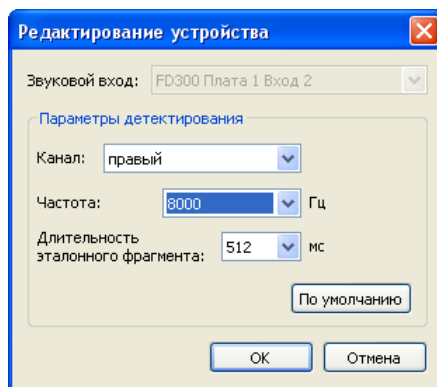 Редактирование устройства
Звуковой вход: FD300 Плата 1 Вход 2
Параметры детектирования
Канал: правый
Частота: 8000 Гц
Длительность
эталонного фрагмента: 512 мс
По умолчанию
ОК Отмена